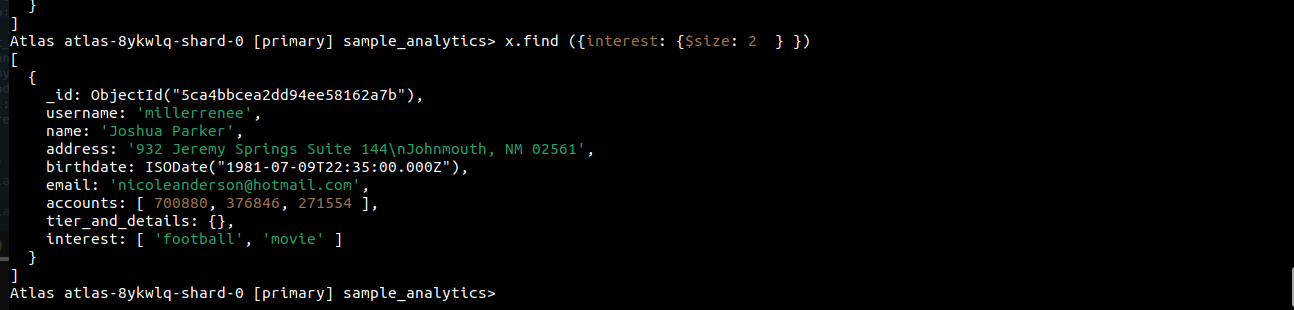 }
]
Atlas atlas-8ykwlq-shard-0 [primary] sample_analytics> x.find ({interest: {$size: 2  } })
[
  {
    _id: ObjectId("5ca4bbcea2dd94ee58162a7b"),
    username: 'millerrenee',
    name: 'Joshua Parker',
    address: '932 Jeremy Springs Suite 144\nJohnmouth, NM 02561',
    birthdate: ISODate("1981-07-09T22:35:00.000Z"),
    email: 'nicoleanderson@hotmail.com',
    accounts: [ 700880, 376846, 271554 ],
    tier_and_details: {},
    interest: [ 'football', 'movie' ]
  }
]
Atlas atlas-8ykwlq-shard-0 [primary] sample_analytics>